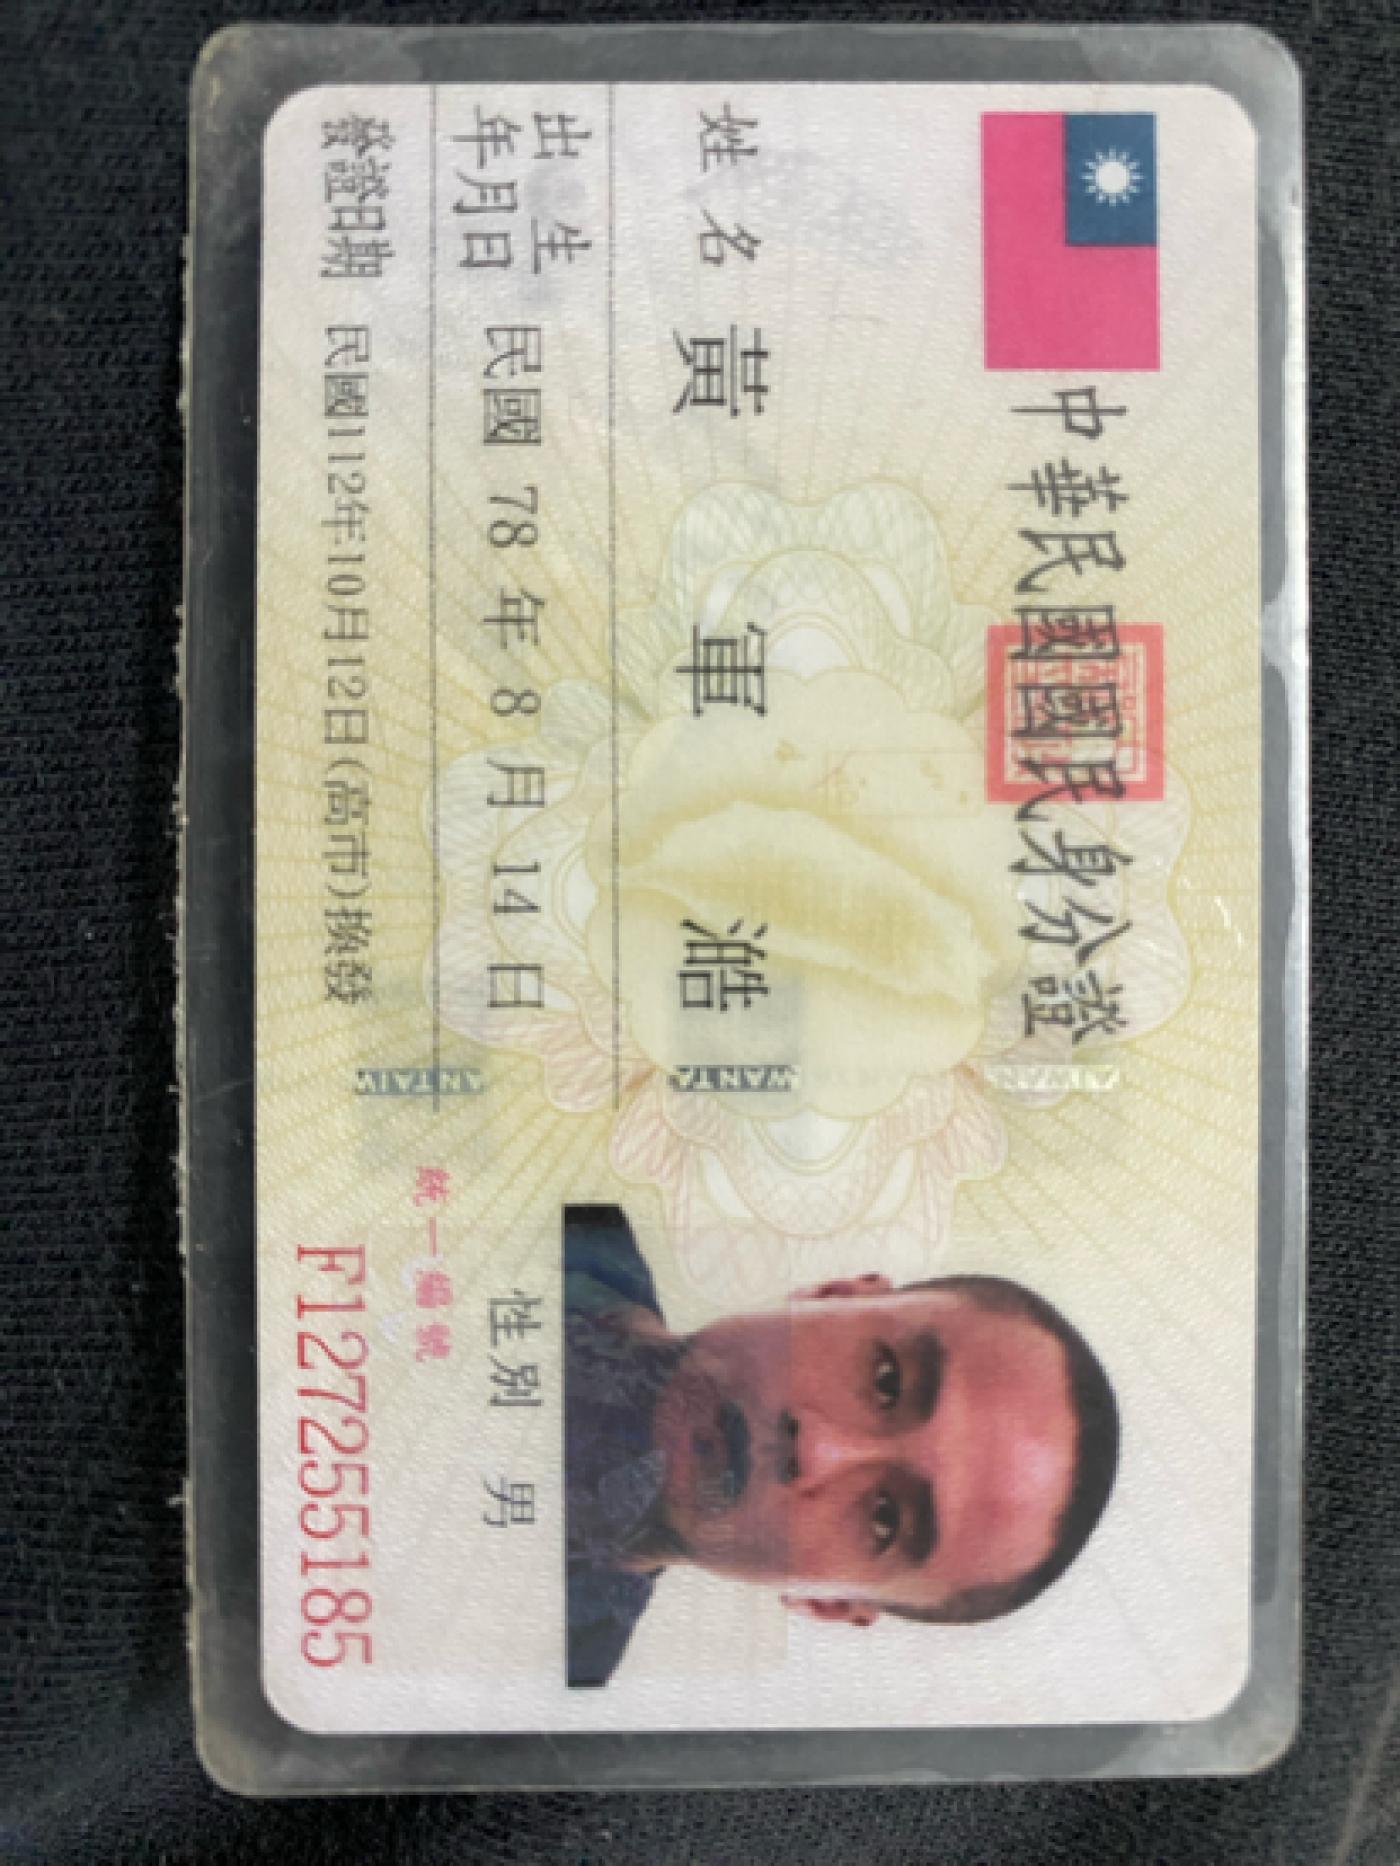 中華民國國民身分證
姓名 黃軍澔
出生年月日 民國 78 年 8 月 14 日
性別 男
發證日期 民國112年10月12日(高市)換發
統一編號
F127255185
TAIWAN